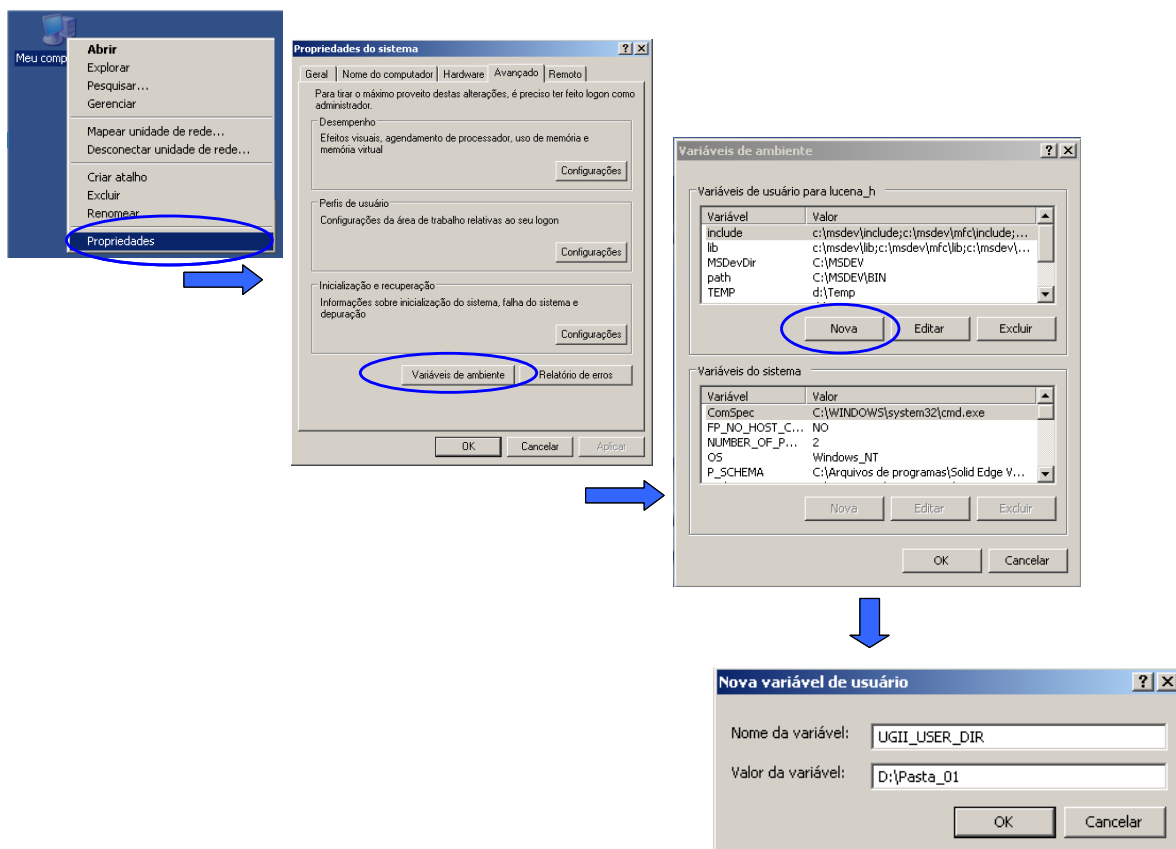 Meu comp
Abrir
Explorar
Pesquisar...
Gerenciar
Mapear unidade de rede...
Desconectar unidade de rede...
Criar atalho
Excluir
Renomear
Propriedades
Propriedades do sistema
Geral Nome do computador Hardware Avançado Remoto
Para tirar o máximo proveito destas alterações, é preciso ter feito logon como
administrador.
Desempenho
Efeitos visuais, agendamento de processador, uso de memória e
memória virtual
Configurações
Perfis de usuário
Configurações da área de trabalho relativas ao seu logon
Configurações
Inicialização e recuperação
Informações sobre inicialização do sistema, falha do sistema e
depuração
Configurações
Variáveis de ambiente Relatório de erros
OK Cancelar Aplicar
Variáveis de ambiente
Variáveis de usuário para lucena_h
Variável Valor
include c:\msdev\include;c:\msdev\mfc\include;...
lib c:\msdev\lib;c:\msdev\mfc\lib;c:\msdev\...
MSDevDir C:\MSDEV
path C:\MSDEV\BIN
TEMP d:\Temp
Nova Editar Excluir
Variáveis do sistema
Variável Valor
ComSpec C:\WINDOWS\system32\cmd.exe
FP_NO_HOST_C... NO
NUMBER_OF_P... 2
OS Windows_NT
P_SCHEMA C:\Arquivos de programas\Solid Edge V...
Nova Editar Excluir
OK Cancelar
Nova variável de usuário
Nome da variável: UGII_USER_DIR
Valor da variável: D:\Pasta_01
OK Cancelar